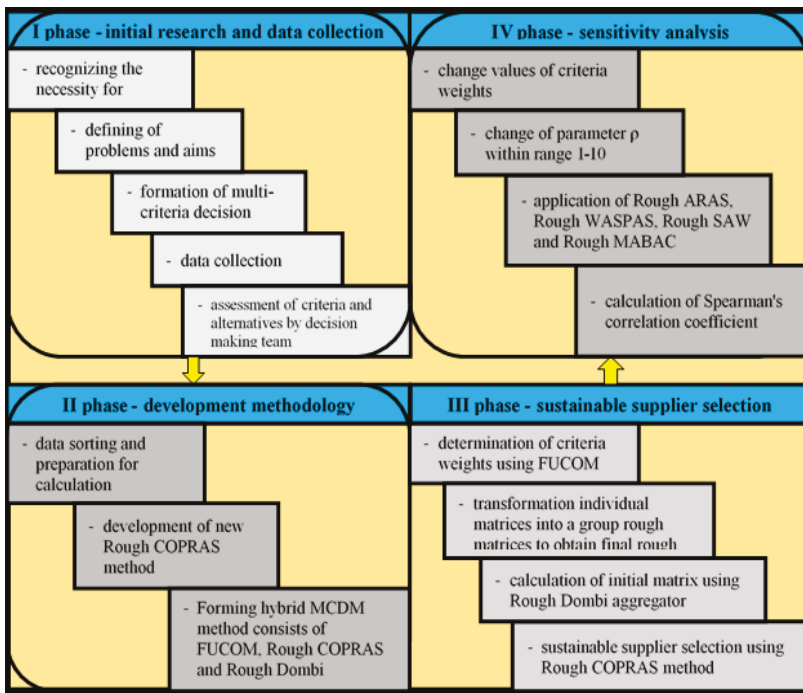 I phase - initial research and data collection
- recognizing the
necessity for
- defining of
problems and aims
- formation of multi-
criteria decision
- data collection
- assessment of criteria and
alternatives by decision
making team
IV phase - sensitivity analysis
- change values of criteria
weights
- change of parameter ρ
within range 1-10
- application of Rough ARAS,
Rough WASPAS, Rough SAW
and Rough MABAC
- calculation of Spearman's
correlation coefficient
II phase - development methodology
- data sorting and
preparation for
calculation
- development of new
Rough COPRAS
method
- Forming hybrid MCDM
method consists of
FUCOM, Rough COPRAS
and Rough Dombi
III phase - sustainable supplier selection
- determination of criteria
weights using FUCOM
- transformation individual
matrices into a group rough
matrices to obtain final rough
- calculation of initial matrix using
Rough Dombi aggregator
- sustainable supplier selection using
Rough COPRAS method